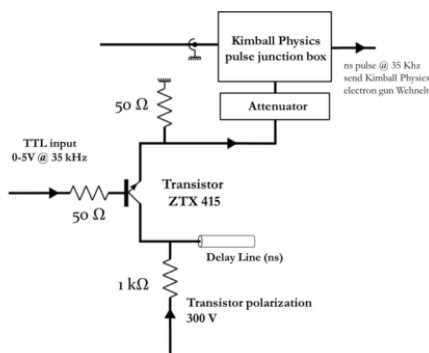 Kimball Physics
pulse junction box
ns pulse @ 35 Khz
send Kimball Physics
electron gun Wehnelt
Attenuator
50 Ω
TTL input
0-5V @ 35 kHz
50 Ω
Transistor
ZTX 415
Delay Line (ns)
1 kΩ
Transistor polarization
300 V